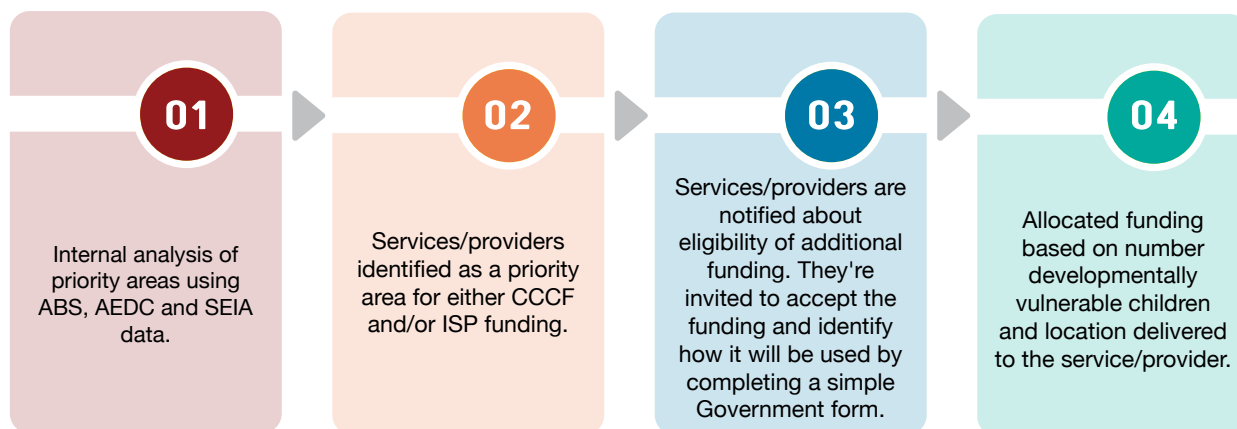 01
Internal analysis of
priority areas using
ABS, AEDC and SEIA
data.
02
Services/providers
identified as a priority
area for either CCCF
and/or ISP funding.
03
Services/providers are
notified about
eligibility of additional
funding. They're
invited to accept the
funding and identify
how it will be used by
completing a simple
Government form.
04
Allocated funding
based on number
developmentally
vulnerable children
and location delivered
to the service/provider.